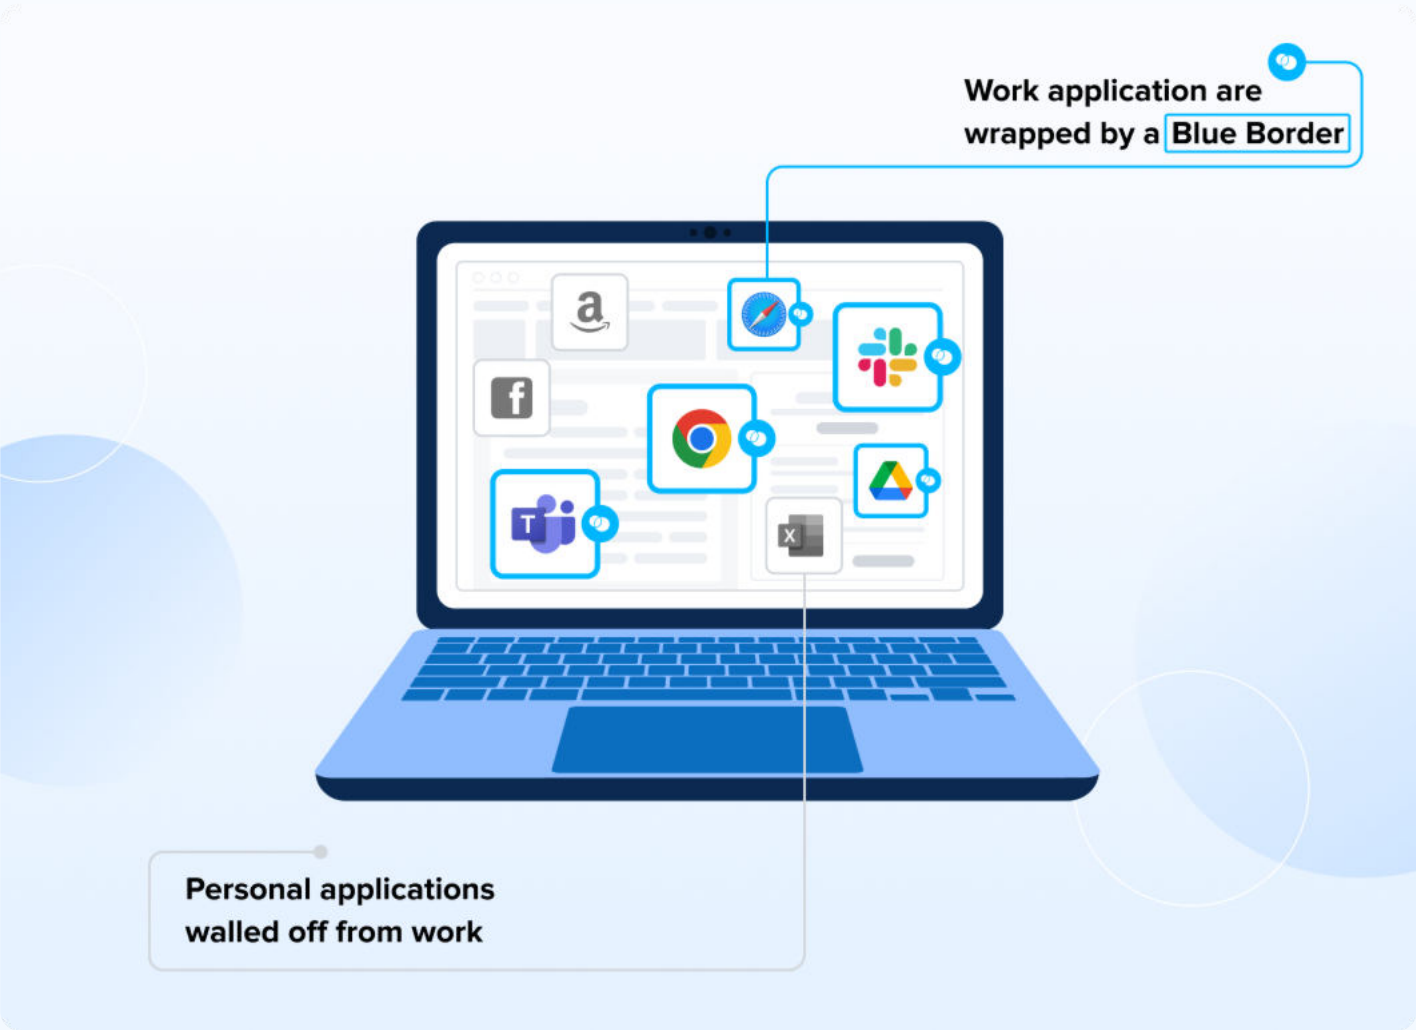 Work application are
wrapped by a Blue Border
a
f
T
X
Personal applications
walled off from work